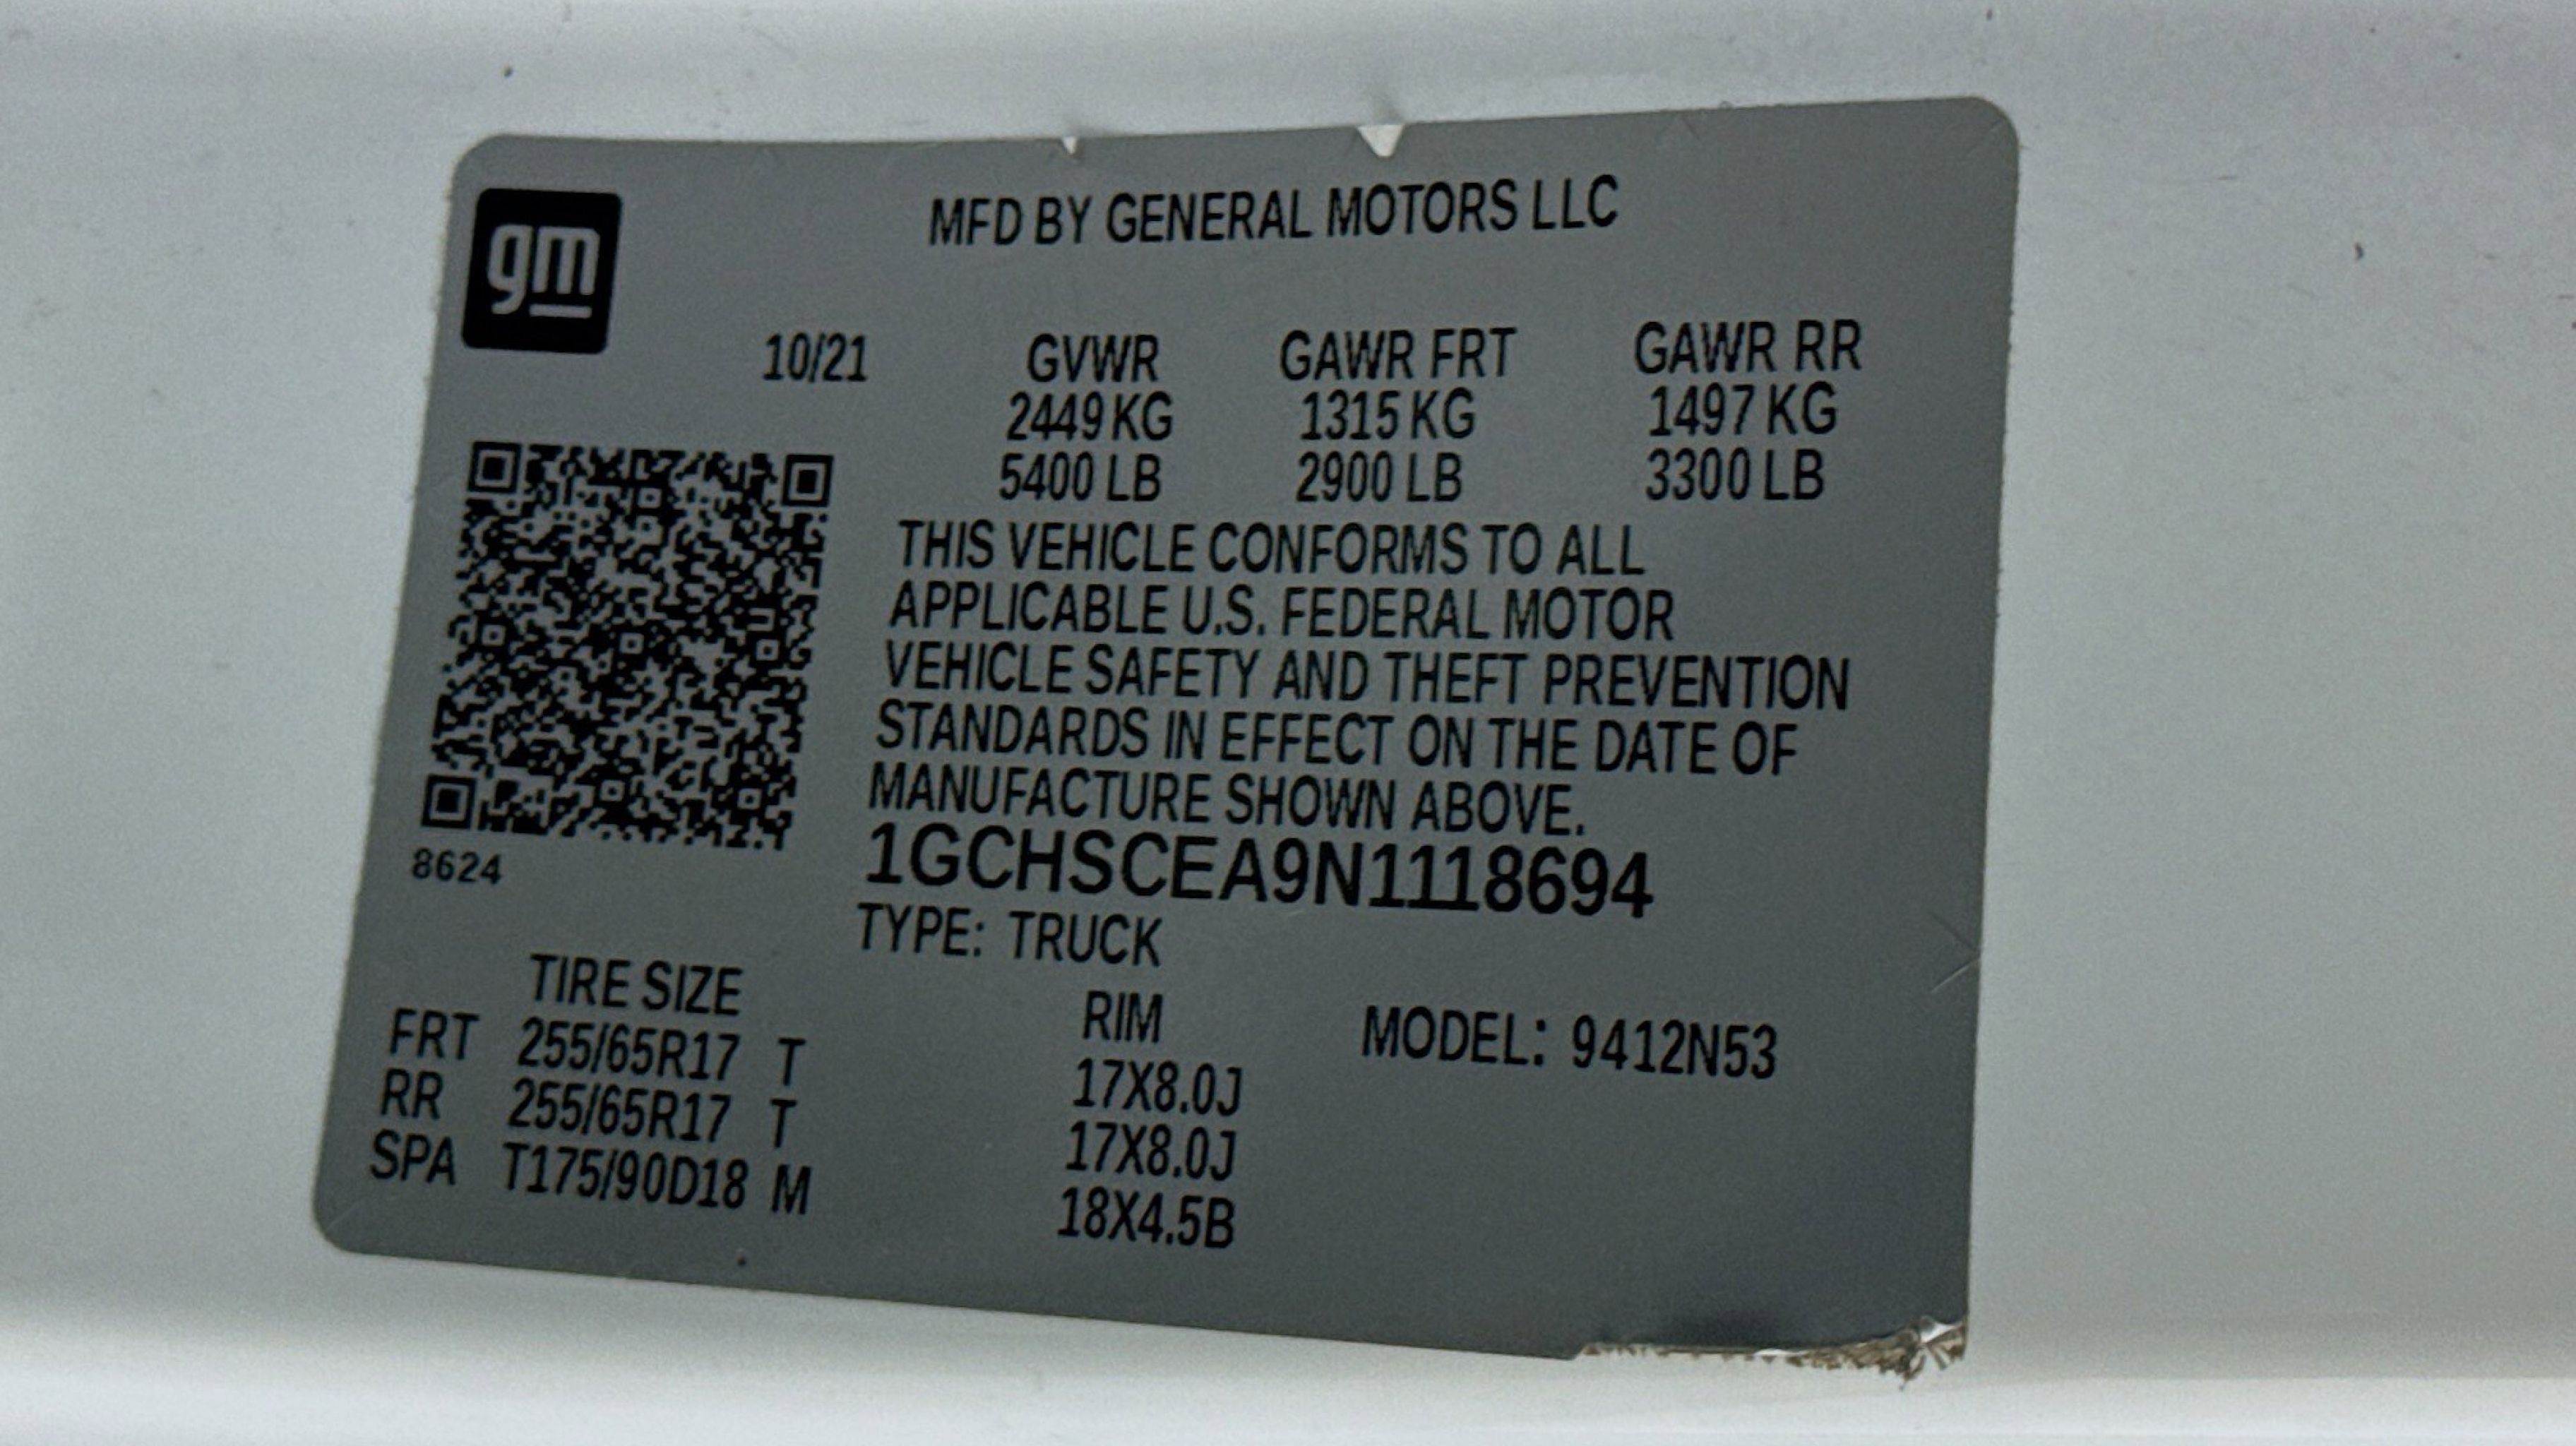 gm
MFD BY GENERAL MOTORS LLC
10/21 GVWR GAWR FRT GAWR RR
2449 KG 1315 KG 1497 KG
5400 LB 2900 LB 3300 LB
THIS VEHICLE CONFORMS TO ALL
APPLICABLE U.S. FEDERAL MOTOR
VEHICLE SAFETY AND THEFT PREVENTION
STANDARDS IN EFFECT ON THE DATE OF
MANUFACTURE SHOWN ABOVE.
1GCHSCEA9N1118694
8624
TYPE: TRUCK
TIRE SIZE RIM MODEL: 9412N53
FRT 255/65R17 T 17X8.0J
RR 255/65R17 T 17X8.0J
SPA T175/90D18 M 18X4.5B